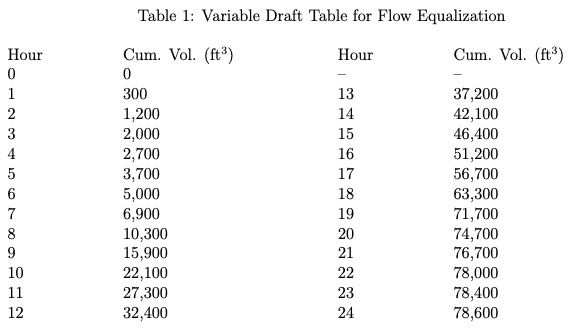 Table 1: Variable Draft Table for Flow Equalization
Hour Cum. Vol. (ft³) Hour Cum. Vol. (ft³)
0 0 – –
1 300 13 37,200
2 1,200 14 42,100
3 2,000 15 46,400
4 2,700 16 51,200
5 3,700 17 56,700
6 5,000 18 63,300
7 6,900 19 71,700
8 10,300 20 74,700
9 15,900 21 76,700
10 22,100 22 78,000
11 27,300 23 78,400
12 32,400 24 78,600